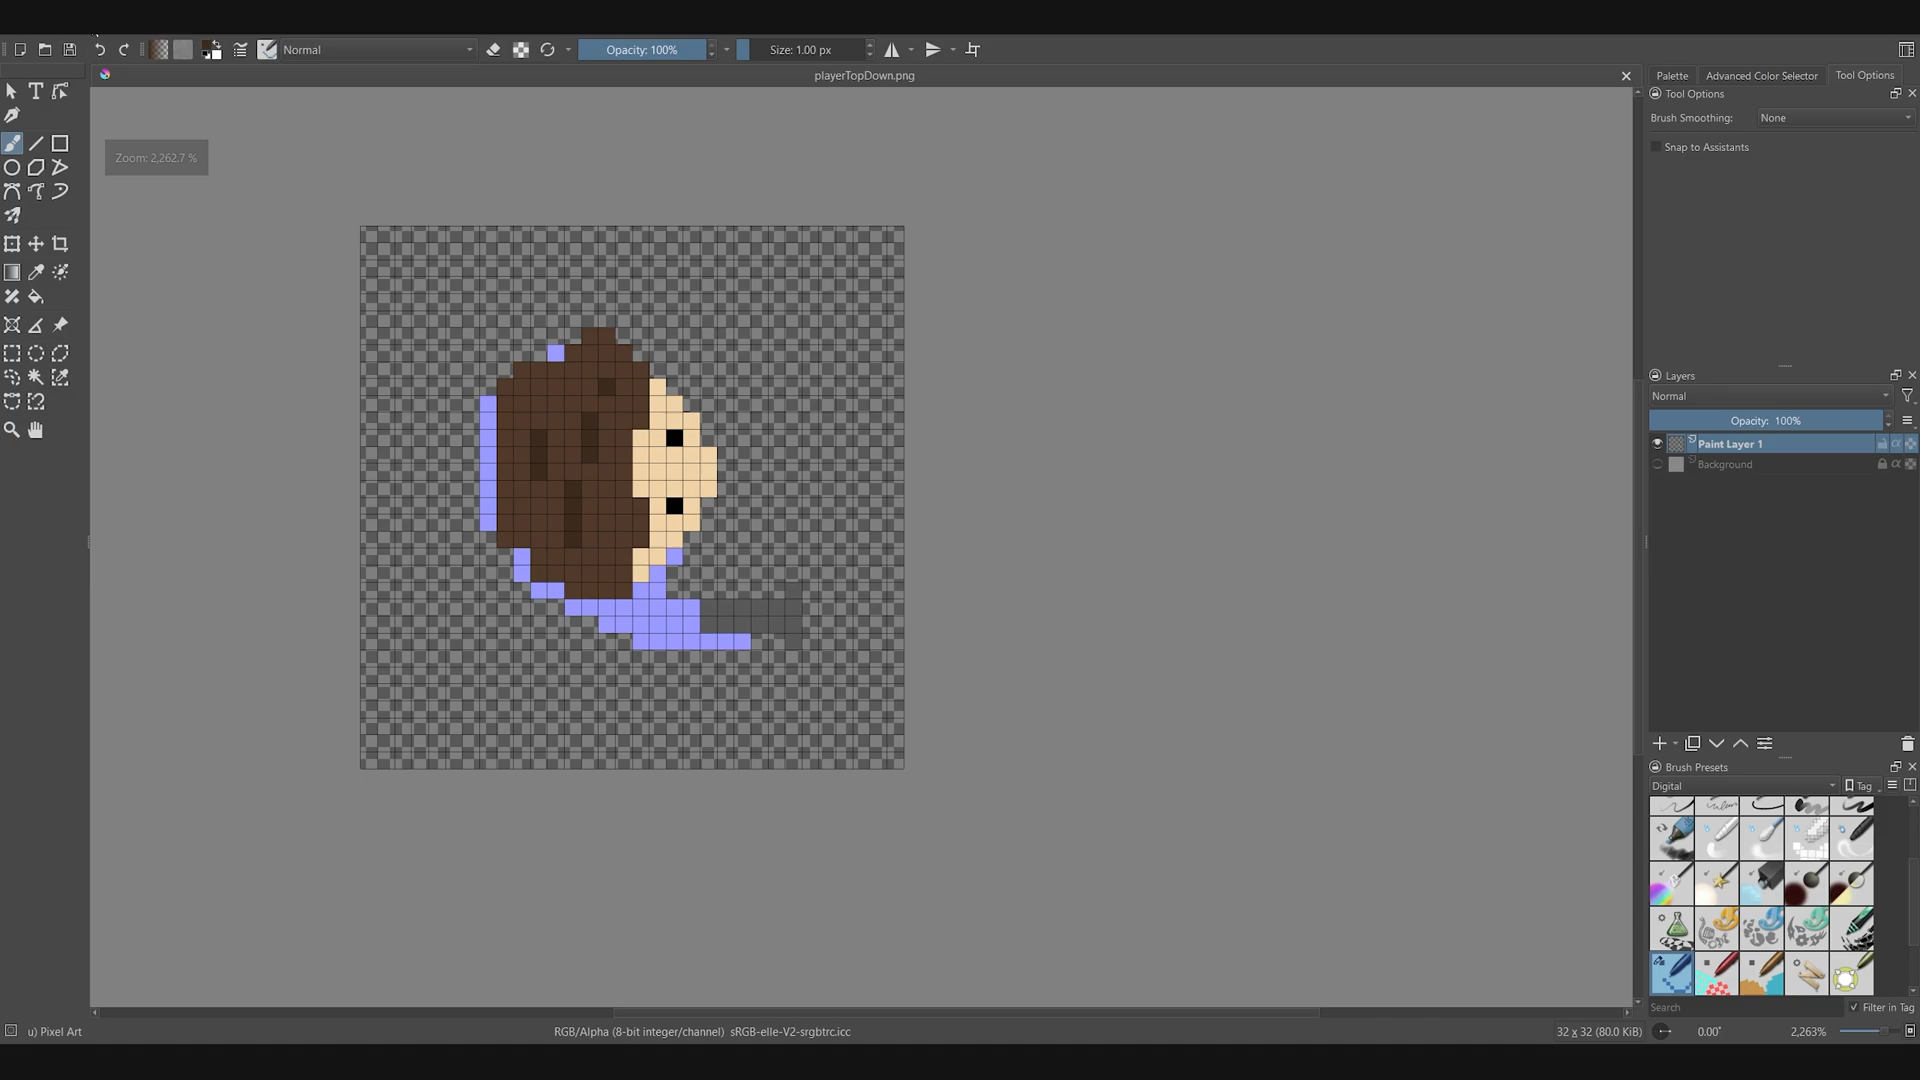 Normal
Opacity: 100%
Size: 1.00 px
playerTopDown.png
Palette
Advanced Color Selector
Tool Options
Tool Options
Brush Smoothing:
None
Snap to Assistants
Zoom: 2,262.7 %
Layers
Normal
Opacity: 100%
Paint Layer 1
Background
Brush Presets
Digital
Tag
Search
Filter in Tag
u) Pixel Art
RGB/Alpha (8-bit integer/channel) sRGB-elle-V2-srgbtrc.icc
32 x 32 (80.0 KiB)
0.00°
2,263%